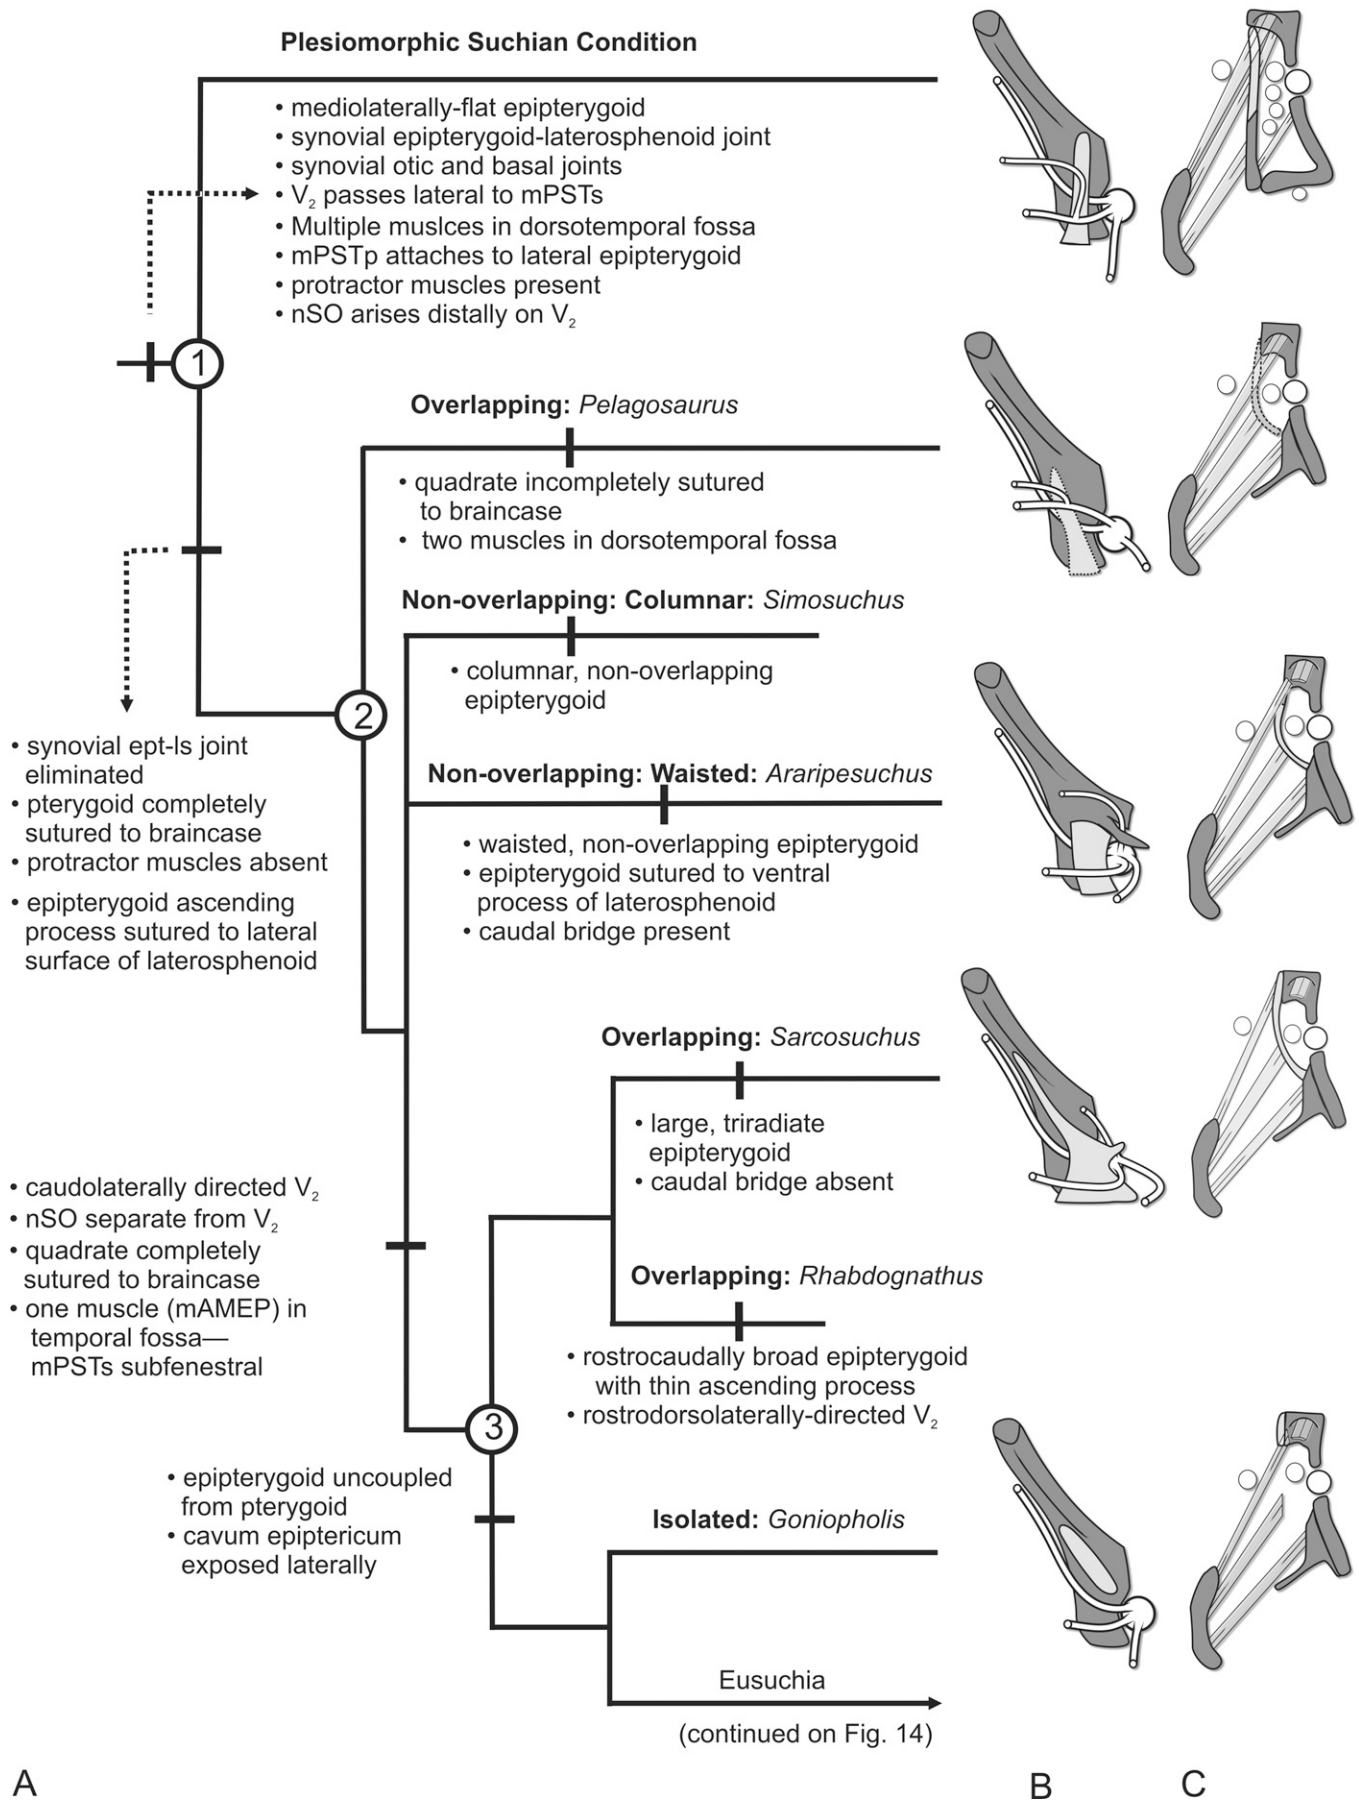 Plesiomorphic Suchian Condition
• mediolaterally-flat epipterygoid
• synovial epipterygoid-laterosphenoid joint
• synovial otic and basal joints
• V₂ passes lateral to mPSTs
• Multiple muslces in dorsotemporal fossa
• mPSTp attaches to lateral epipterygoid
• protractor muscles present
• nSO arises distally on V₂
1
Overlapping: Pelagosaurus
• quadrate incompletely sutured
to braincase
• two muscles in dorsotemporal fossa
Non-overlapping: Columnar: Simosuchus
• columnar, non-overlapping
epipterygoid
2
• synovial ept-ls joint
eliminated
• pterygoid completely
sutured to braincase
• protractor muscles absent
• epipterygoid ascending
process sutured to lateral
surface of laterosphenoid
Non-overlapping: Waisted: Araripesuchus
• waisted, non-overlapping epipterygoid
• epipterygoid sutured to ventral
process of laterosphenoid
• caudal bridge present
Overlapping: Sarcosuchus
• large, triradiate
epipterygoid
• caudal bridge absent
• caudolaterally directed V₂
• nSO separate from V₂
• quadrate completely
sutured to braincase
• one muscle (mAMEP) in
temporal fossa—
mPSTs subfenestral
Overlapping: Rhabdognathus
• rostrocaudally broad epipterygoid
with thin ascending process
• rostrodorsolaterally-directed V₂
3
• epipterygoid uncoupled
from pterygoid
• cavum epiptericum
exposed laterally
Isolated: Goniopholis
Eusuchia
(continued on Fig. 14)
A
B
C